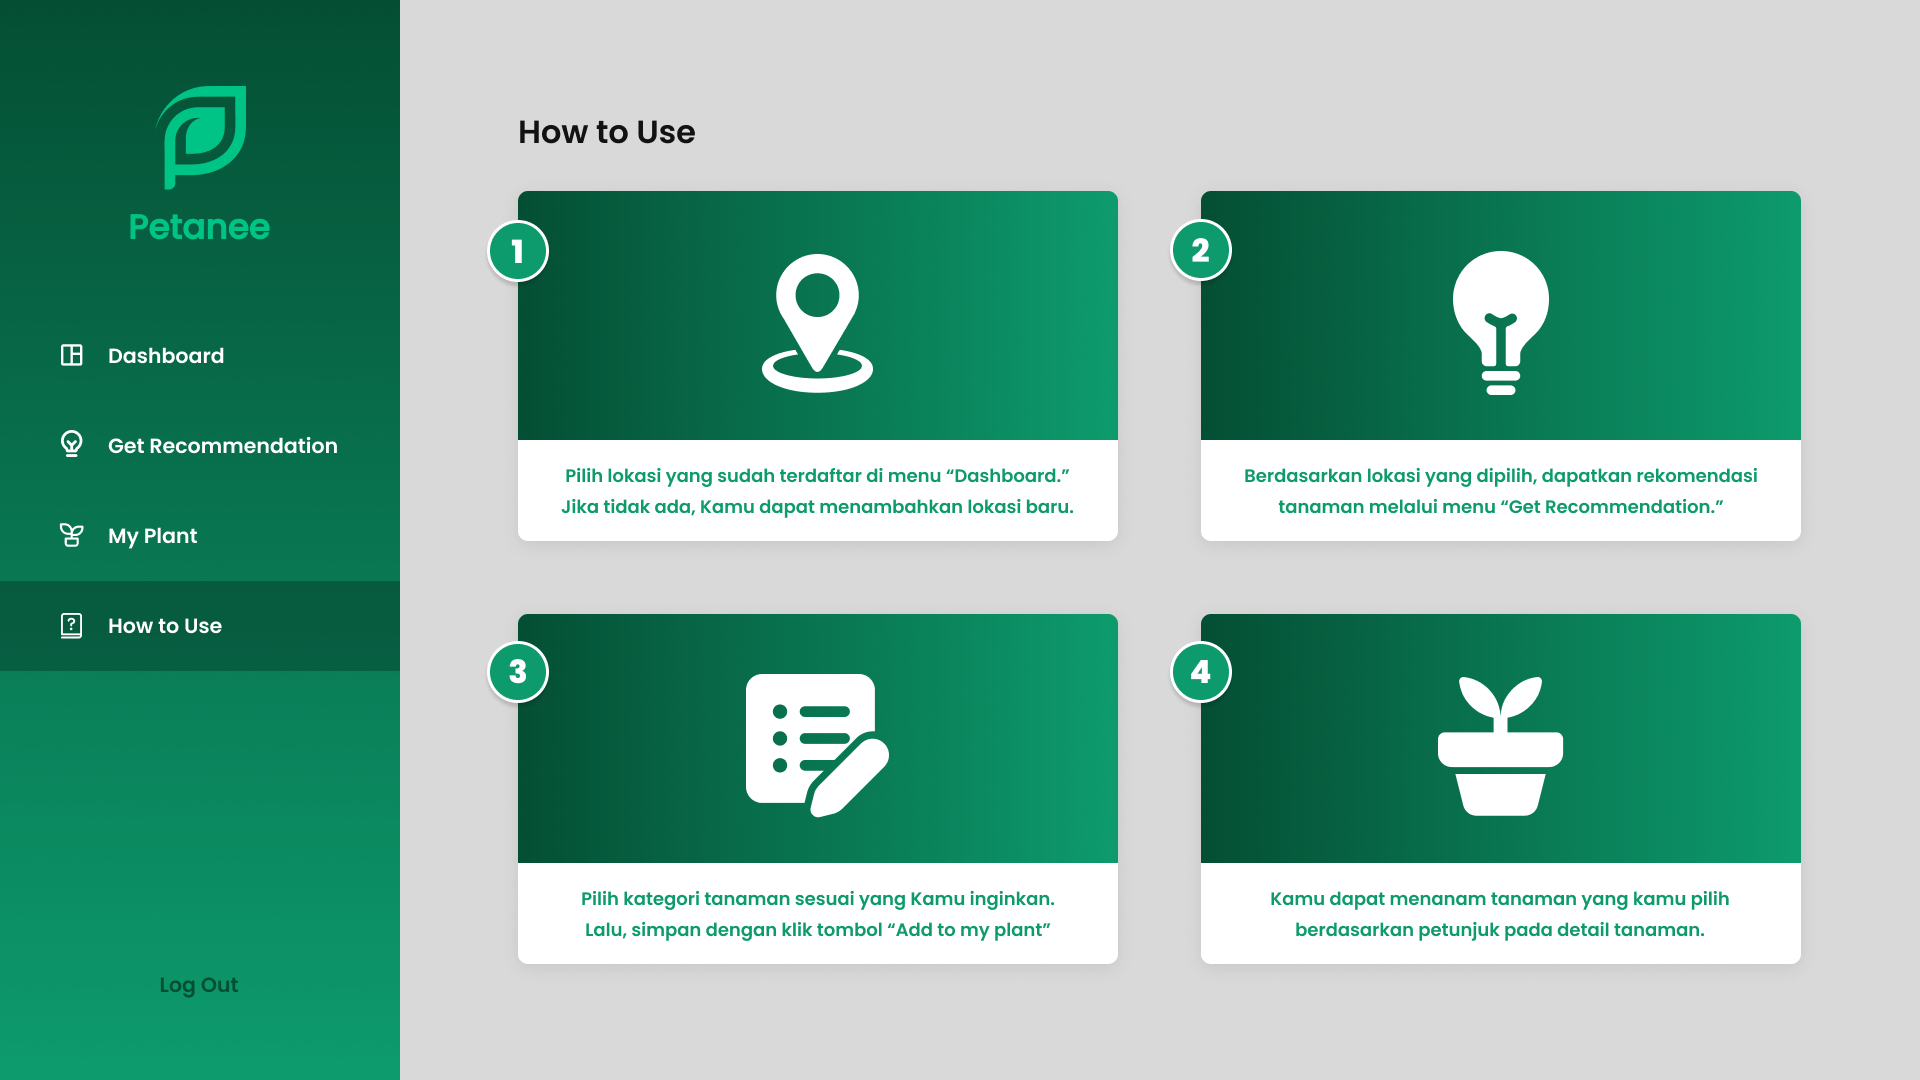 Petanee
Dashboard
Get Recommendation
My Plant
How to Use
Log Out
How to Use
1
Pilih lokasi yang sudah terdaftar di menu “Dashboard.”
Jika tidak ada, Kamu dapat menambahkan lokasi baru.
2
Berdasarkan lokasi yang dipilih, dapatkan rekomendasi
tanaman melalui menu “Get Recommendation.”
3
Pilih kategori tanaman sesuai yang Kamu inginkan.
Lalu, simpan dengan klik tombol “Add to my plant”
4
Kamu dapat menanam tanaman yang kamu pilih
berdasarkan petunjuk pada detail tanaman.